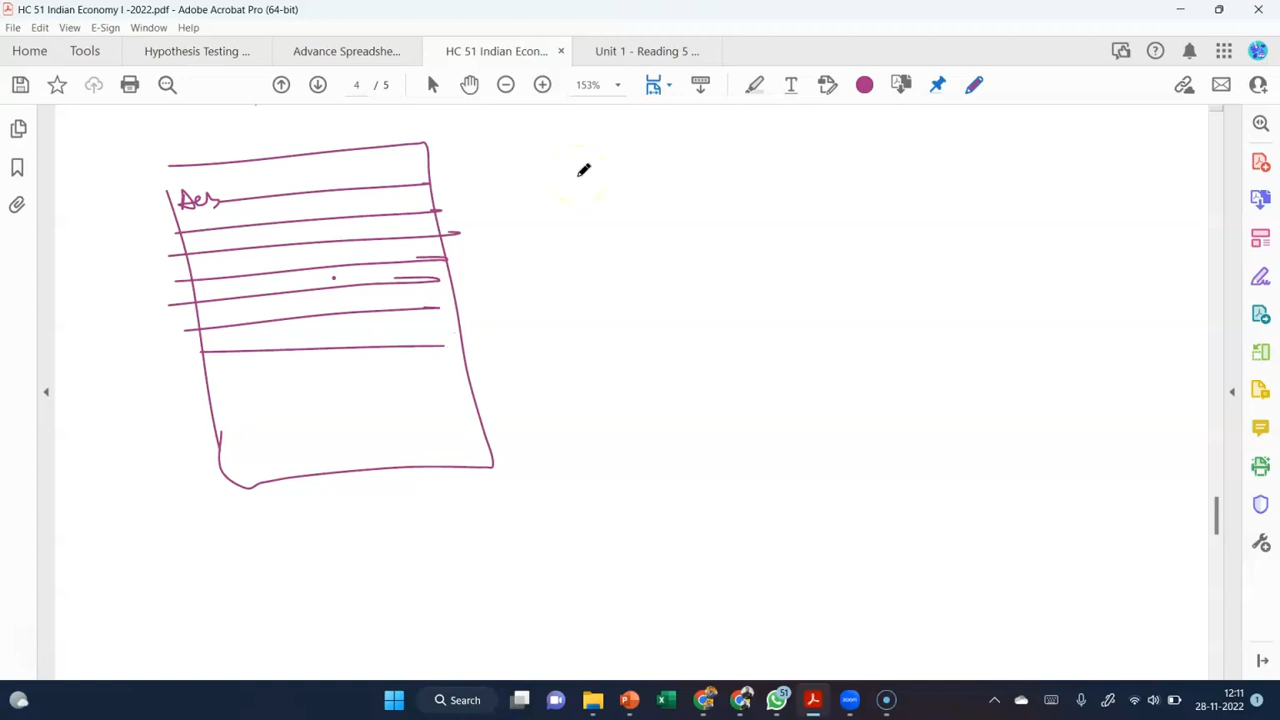 HC 51 Indian Economy I -2022.pdf - Adobe Acrobat Pro (64-bit)
File Edit View E-Sign Window Help
Home Tools Hypothesis Testing ... Advance Spreadshe... HC 51 Indian Econ... × Unit 1 - Reading 5 ...
4 / 5 153%
Search 51 12:11
28-11-2022